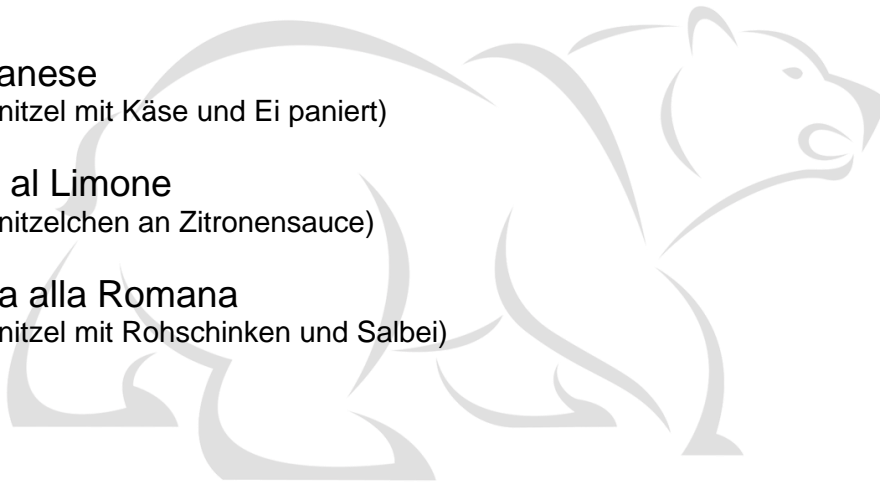 anese
nitzel mit Käse und Ei paniert)
al Limone
nitzelchen an Zitronensauce)
a alla Romana
nitzel mit Rohschinken und Salbei)